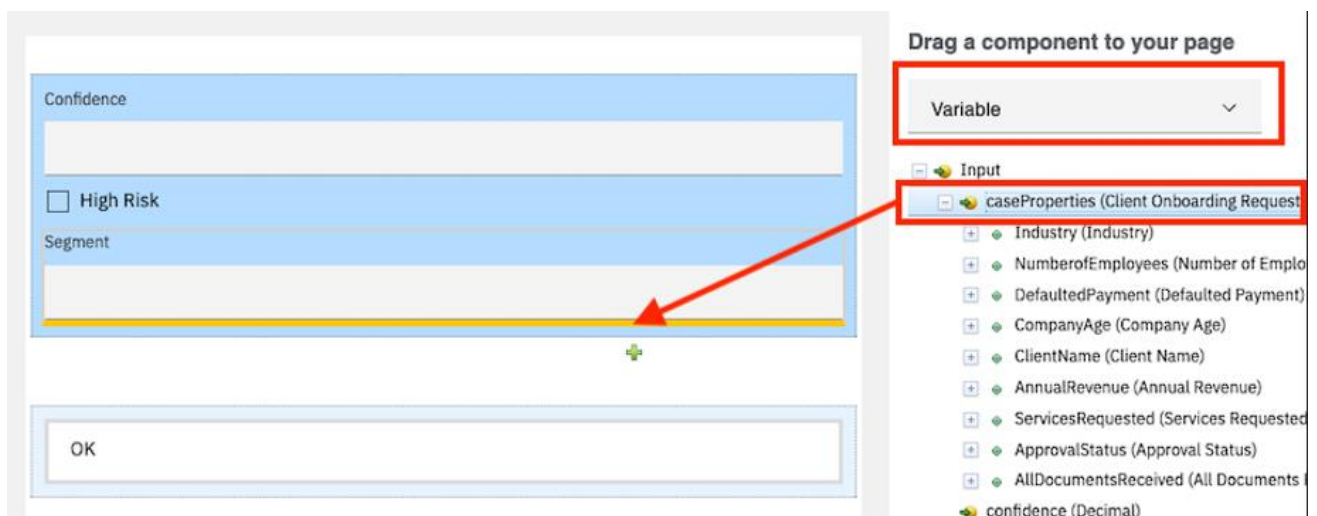 Confidence
High Risk
Segment
OK
Drag a component to your page
Variable
Input
caseProperties (Client Onboarding Request
Industry (Industry)
NumberofEmployees (Number of Emplo
DefaultedPayment (Defaulted Payment)
CompanyAge (Company Age)
ClientName (Client Name)
AnnualRevenue (Annual Revenue)
ServicesRequested (Services Requested
ApprovalStatus (Approval Status)
AllDocumentsReceived (All Documents
confidence (Decimal)